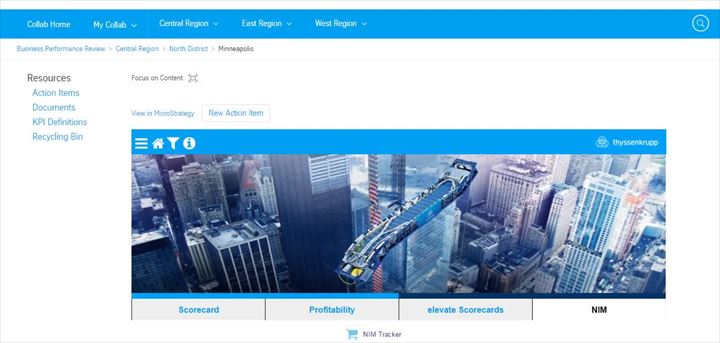 Collab Home My Collab Central Region East Region West Region
Business Performance Review > Central Region > North District > Minneapolis
Resources
Action Items
Documents
KPI Definitions
Recycling Bin
Focus on Content
View in MicroStrategy New Action Item
thyssenkrupp
Scorecard Profitability elevate Scorecards NIM
NIM Tracker